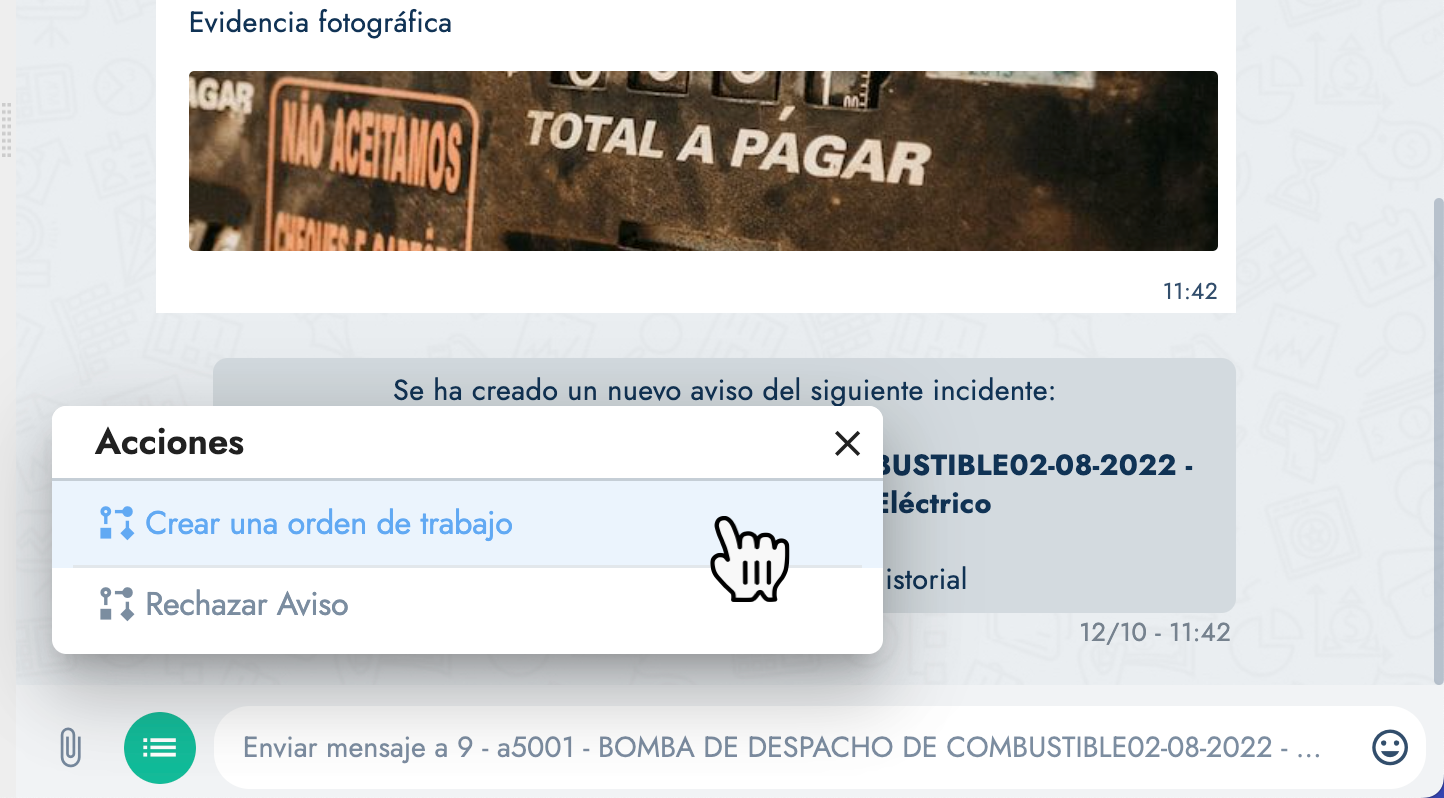 Evidencia fotográfica
AGAR
NÃO ACEITAMOS
TOTAL A PÁGAR
CHEQUES E
11:42
Se ha creado un nuevo aviso del siguiente incidente:
BUSTIBLE02-08-2022 -
Eléctrico
istorial
12/10 - 11:42
Acciones
Crear una orden de trabajo
Rechazar Aviso
Enviar mensaje a 9 - a5001 - BOMBA DE DESPACHO DE COMBUSTIBLE02-08-2022 - ...